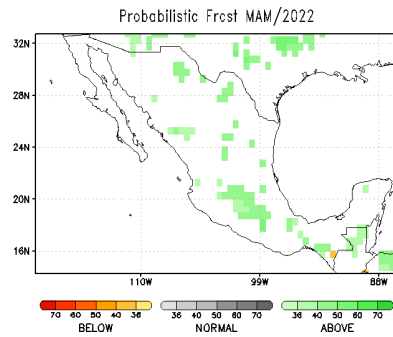 Probabilistic Frost MAM/2022
32N
28N
24N
20N
16N
110W 99W 88W
70 60 50 40 36 36 40 50 60 70 36 40 50 60 70
BELOW NORMAL ABOVE